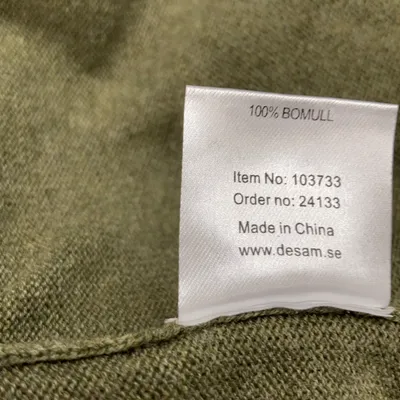 100% BOMULL
Item No: 103733
Order no: 24133
Made in China
www.desam.se